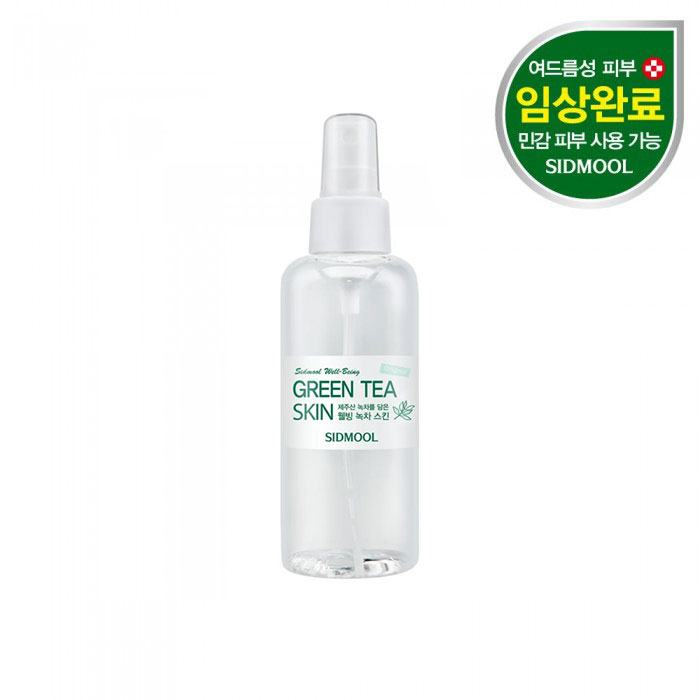 여드름성 피부
임상완료
민감 피부 사용 가능
SIDMOOL
Sidmool Well-Being
GREEN TEA
SKIN 제주산 녹차를 담은
웰빙 녹차 스킨
SIDMOOL